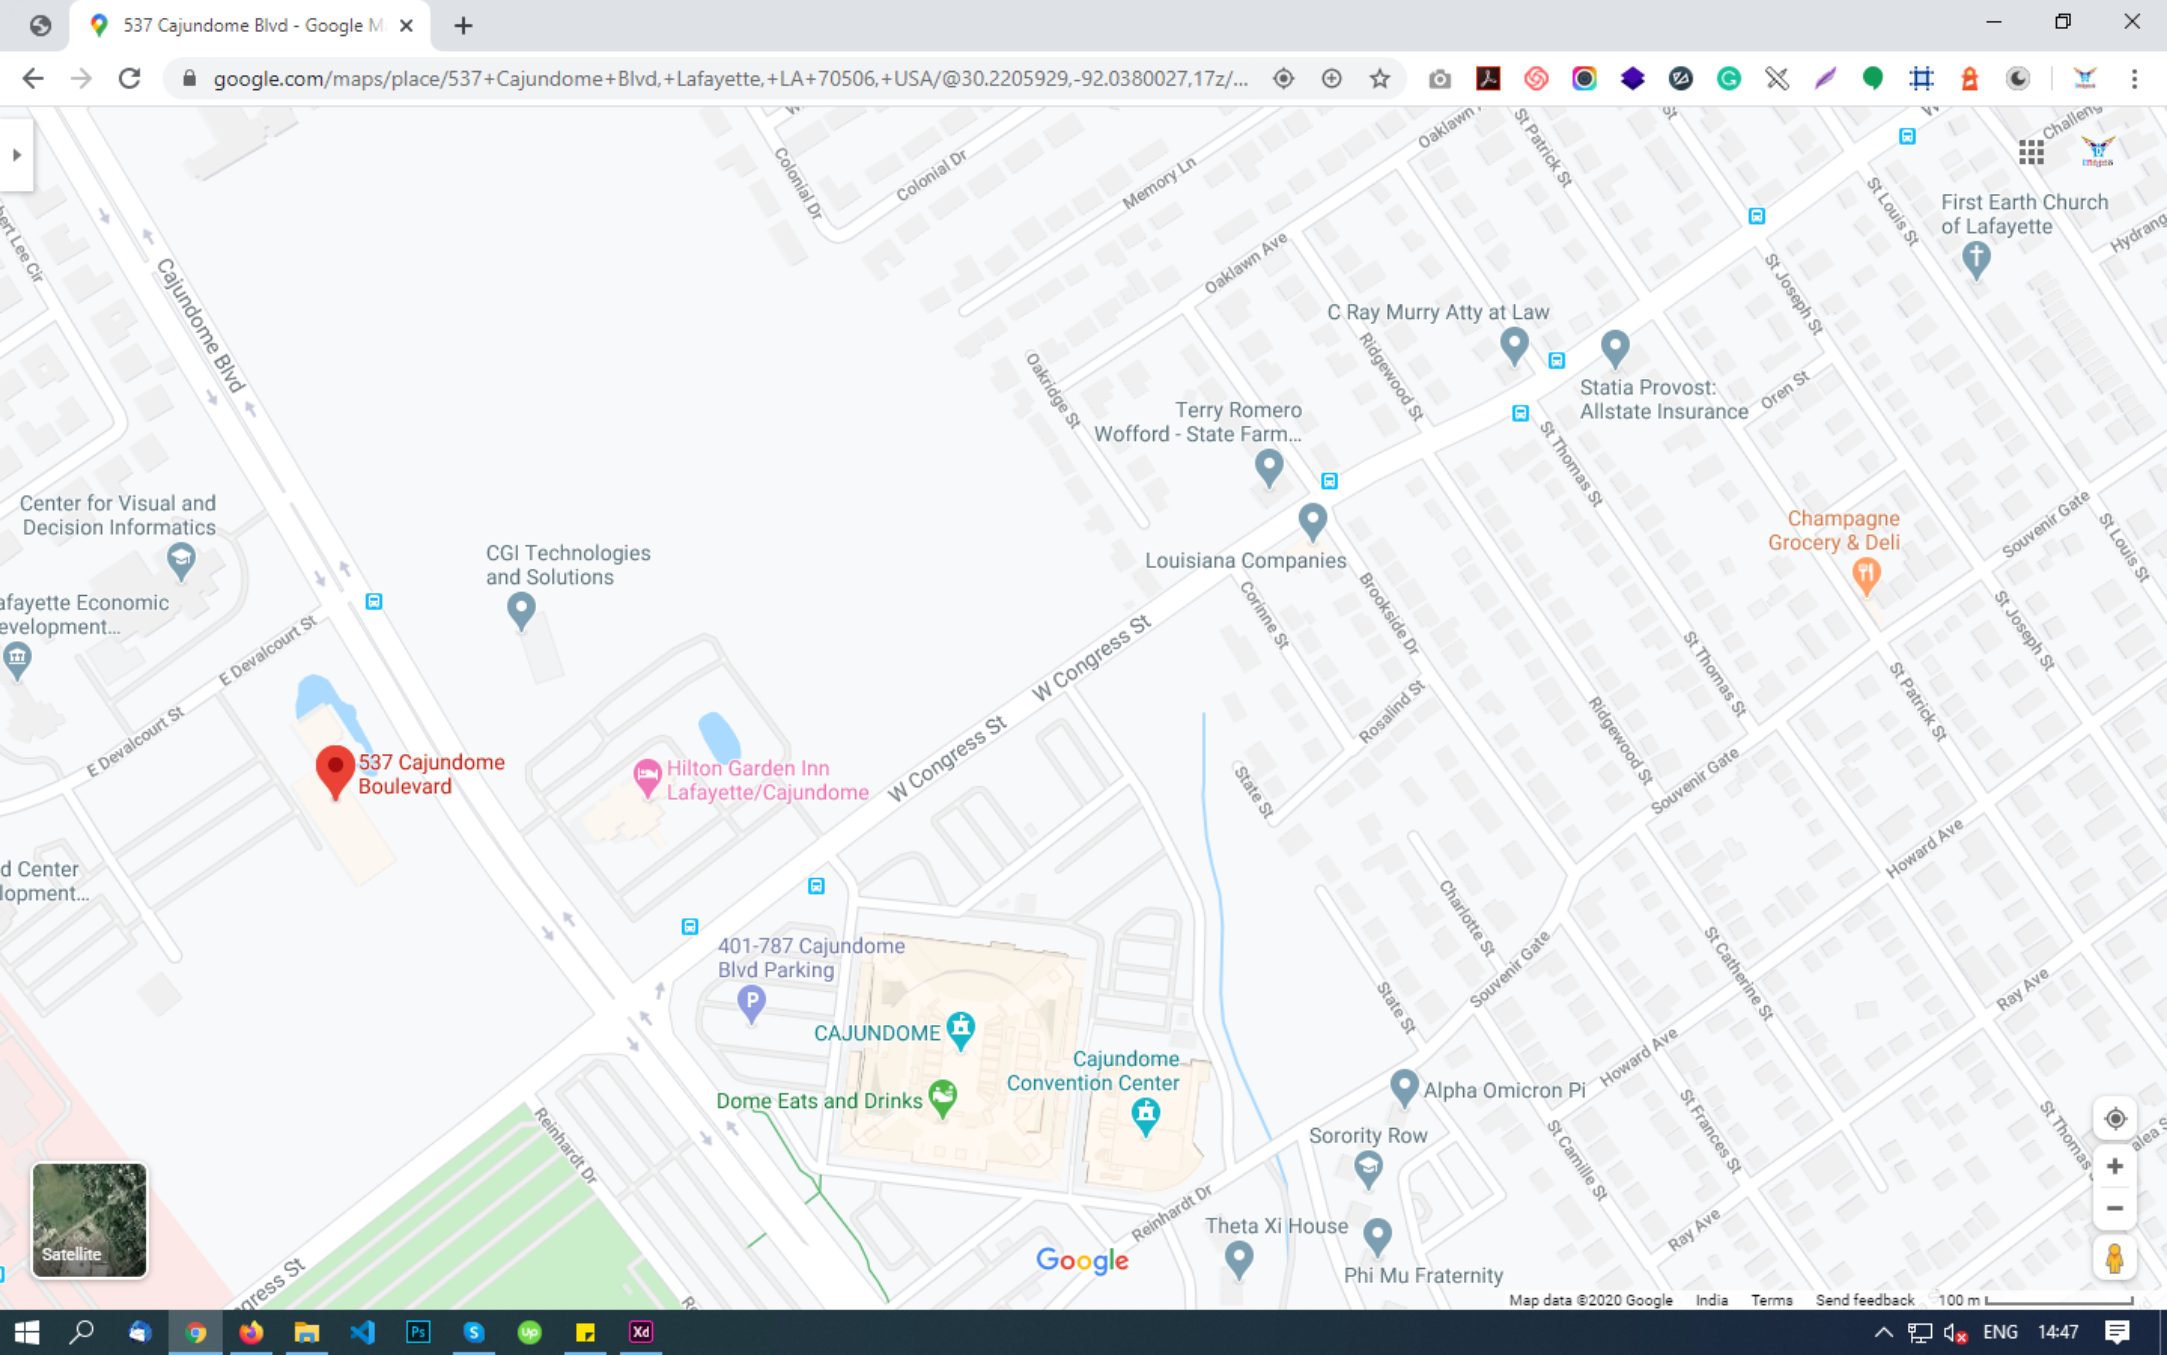 537 Cajundome Blvd - Google M
google.com/maps/place/537+Cajundome+Blvd,+Lafayette,+LA+70506,+USA/@30.2205929,-92.0380027,17z/...
Colonial Dr
Colonial Dr
Memory Ln
Oaklawn
St Patrick St
St
W
Challeng
St Louis St
First Earth Church
of Lafayette
Hydrang
bert Lee Cir
Cajundome Blvd
Oaklawn Ave
St Joseph St
C Ray Murry Atty at Law
Ridgewood St
Statia Provost:
Allstate Insurance
Oren St
Oakridge St
Terry Romero
Wofford - State Farm...
St Thomas St
Center for Visual and
Decision Informatics
CGI Technologies
and Solutions
Louisiana Companies
Champagne
Grocery & Deli
Souvenir Gate
St Louis St
afayette Economic
evelopment...
E Devalcourt St
Corinne St
Brookside Dr
W Congress St
St Thomas St
St Joseph St
St Patrick St
E Devalcourt St
Rosalind St
Ridgewood St
W Congress St
537 Cajundome
Boulevard
Hilton Garden Inn
Lafayette/Cajundome
State St
Souvenir Gate
Howard Ave
d Center
lopment...
Charlotte St
401-787 Cajundome
Blvd Parking
P
Souvenir Gate
St Catherine St
Ray Ave
State St
CAJUNDOME
Cajundome
Convention Center
Howard Ave
Dome Eats and Drinks
Alpha Omicron Pi
Reinhardt Dr
Sorority Row
St Camille St
St Frances St
St Thomas
alea S
Reinhardt Dr
Theta Xi House
Ray Ave
Satellite
Google
Phi Mu Fraternity
ngress St
Re
Map data ©2020 Google India Terms Send feedback 100 m
Ps
S
Up
Xd
ENG 14:47